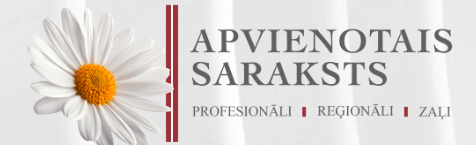 APVIENOTAIS
SARAKSTS
PROFESIONĀLI REĢIONĀLI ZAĻI